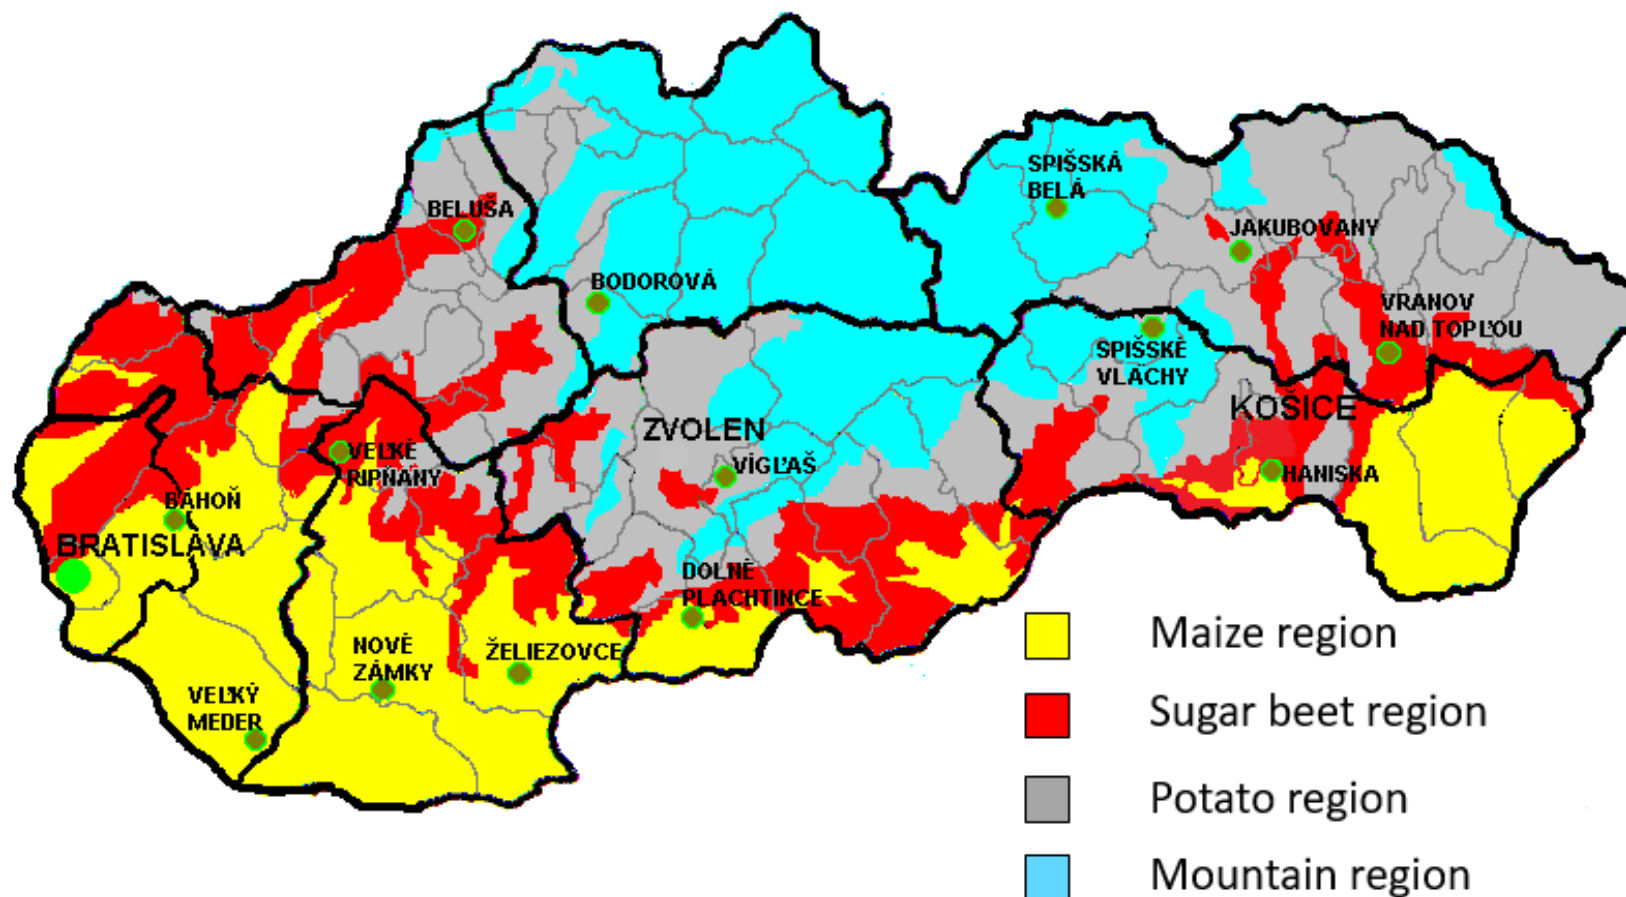 SPIŠSKÁ
BELÁ
BELUŠA
JAKUBOVANY
BODOROVÁ
VRANOV
NAD TOPĽOU
SPIŠSKÉ
VLACHY
KOŠICE
ZVOLEN
VEĽKÉ
RIPŇANY
VÍGĽAŠ
HANISKA
BÁHOŇ
BRATISLAVA
DOLNÉ
PLACHTINCE
NOVÉ
ZÁMKY
ŽELIEZOVCE
VEĽKÝ
MEDER
Maize region
Sugar beet region
Potato region
Mountain region